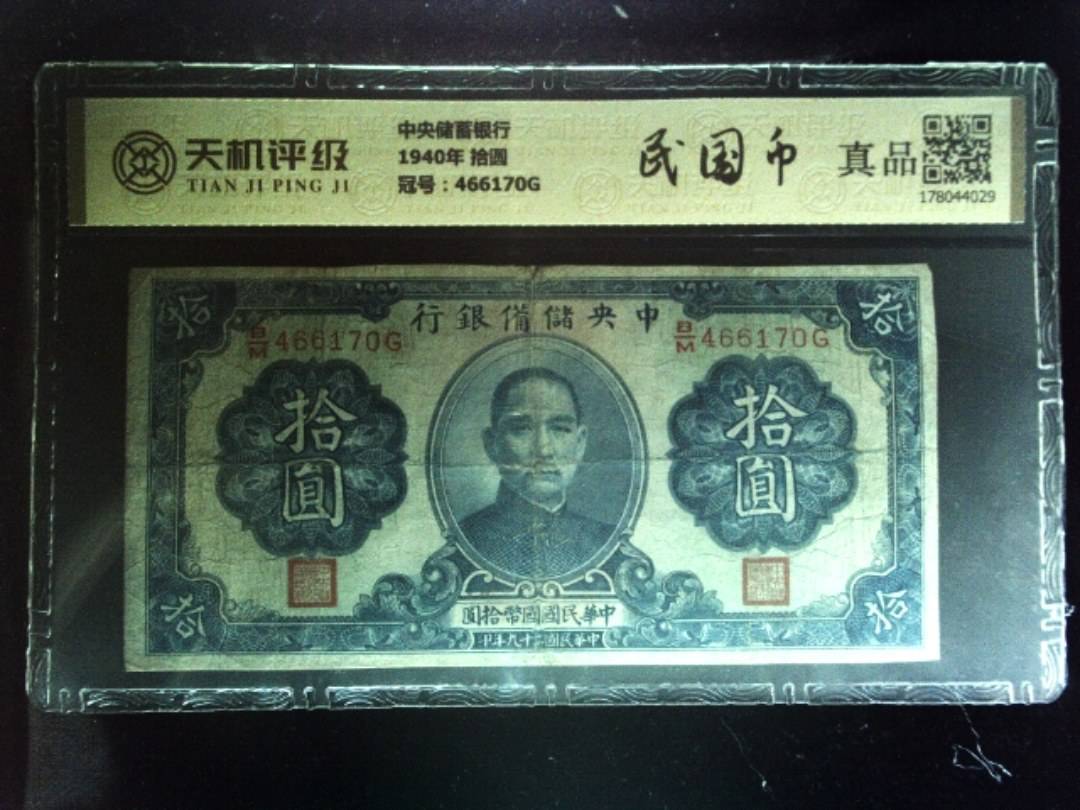 天机评级
TIAN JI PING JI
中央储蓄银行
1940年 拾圆
冠号:466170G
民国币
真品
178044029
拾
行銀備儲央中
拾
B/M 466170G
B/M 466170G
拾圓
拾圓
圓拾幣國國民華中
印年九十二國民華中
拾
拾